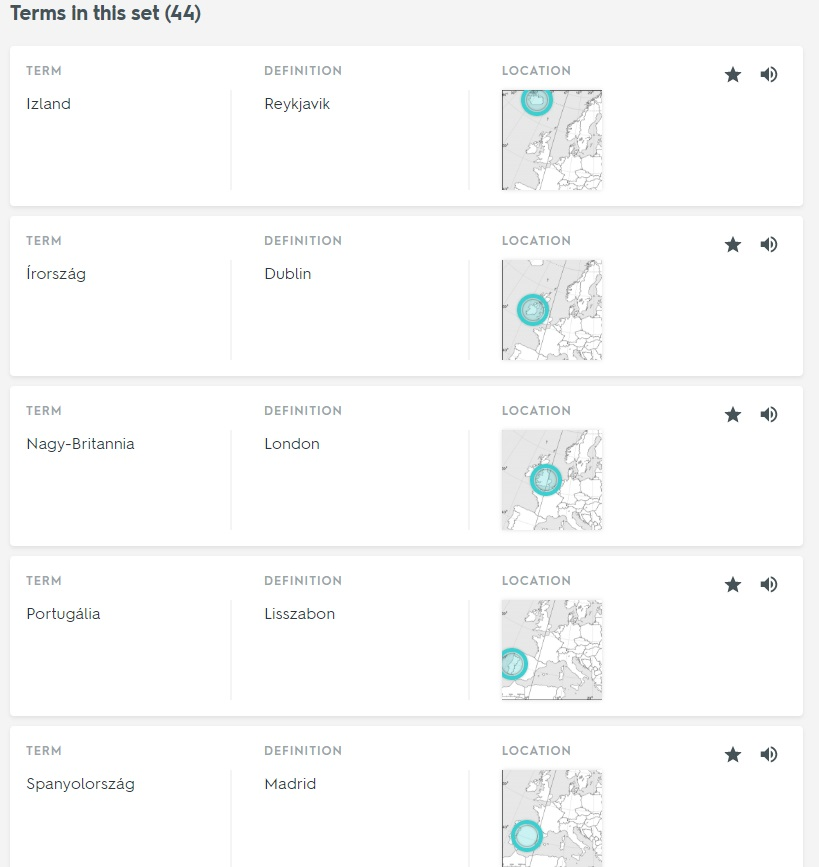 Terms in this set (44)
TERM DEFINITION LOCATION
Izland Reykjavik
TERM DEFINITION LOCATION
Írország Dublin
TERM DEFINITION LOCATION
Nagy-Britannia London
TERM DEFINITION LOCATION
Portugália Lisszabon
TERM DEFINITION LOCATION
Spanyolország Madrid